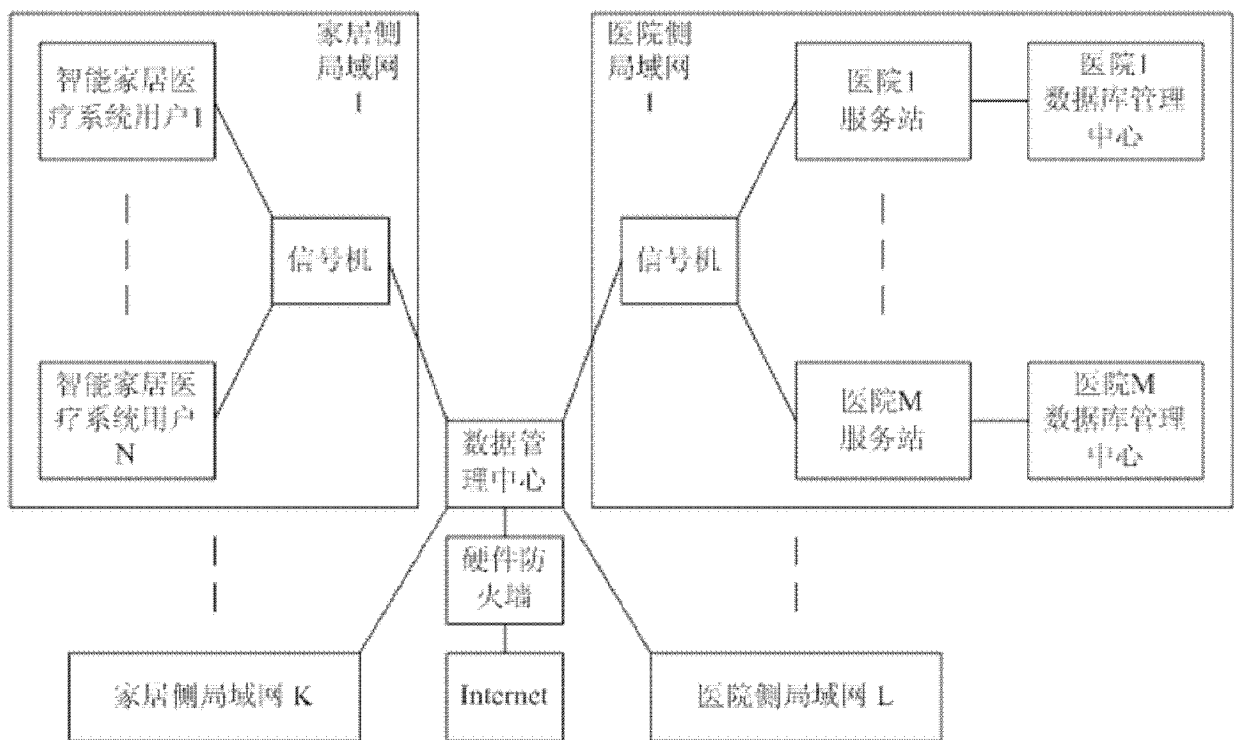 家居侧
局域网
1
智能家居医
疗系统用户1
信号机
智能家居医
疗系统用户
N
医院侧
局域网
1
信号机
医院1
服务站
医院1
数据库管理
中心
医院M
服务站
医院M
数据库管理
中心
数据管
理中心
硬件防
火墙
家居侧局域网 K
Internet
医院侧局域网 L